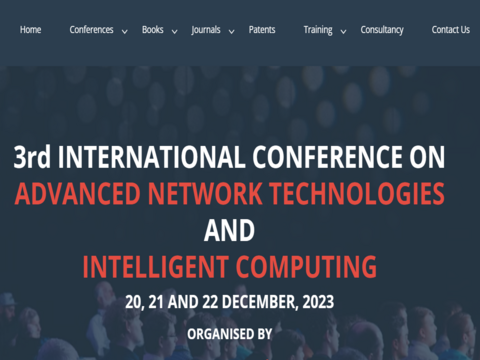 Home Conferences Books Journals Patents Training Consultancy Contact Us
3rd INTERNATIONAL CONFERENCE ON
ADVANCED NETWORK TECHNOLOGIES
AND
INTELLIGENT COMPUTING
20, 21 AND 22 DECEMBER, 2023
ORGANISED BY